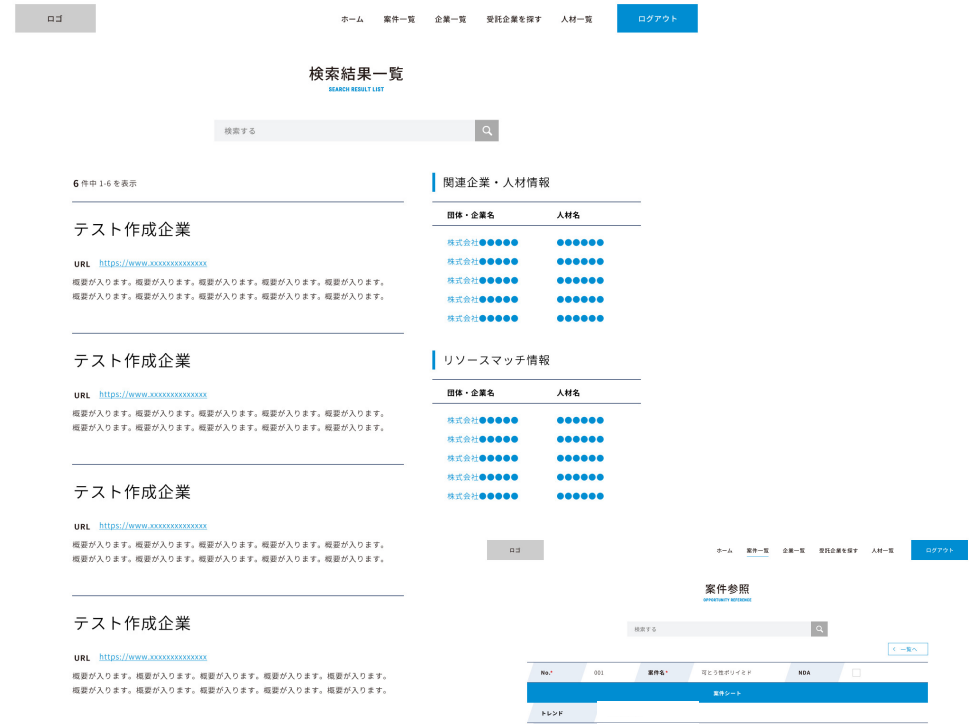 ロゴ
ホーム 案件一覧 企業一覧 受託企業を探す 人材一覧 ログアウト
検索結果一覧
SEARCH RESULT LIST
検索する
6 件中 1-6 を表示
テスト作成企業
URL https://www.xxxxxxxxxxxxxx
概要が入ります。概要が入ります。概要が入ります。概要が入ります。概要が入ります。
概要が入ります。概要が入ります。概要が入ります。概要が入ります。概要が入ります。
テスト作成企業
URL https://www.xxxxxxxxxxxxxx
概要が入ります。概要が入ります。概要が入ります。概要が入ります。概要が入ります。
概要が入ります。概要が入ります。概要が入ります。概要が入ります。概要が入ります。
テスト作成企業
URL https://www.xxxxxxxxxxxxxx
概要が入ります。概要が入ります。概要が入ります。概要が入ります。概要が入ります。
概要が入ります。概要が入ります。概要が入ります。概要が入ります。概要が入ります。
テスト作成企業
URL https://www.xxxxxxxxxxxxxx
概要が入ります。概要が入ります。概要が入ります。概要が入ります。概要が入ります。
概要が入ります。概要が入ります。概要が入ります。概要が入ります。概要が入ります。
関連企業・人材情報
団体・企業名 人材名
株式会社●●●●● ●●●●●●
株式会社●●●●● ●●●●●●
株式会社●●●●● ●●●●●●
株式会社●●●●● ●●●●●●
株式会社●●●●● ●●●●●●
リソースマッチ情報
団体・企業名 人材名
株式会社●●●●● ●●●●●●
株式会社●●●●● ●●●●●●
株式会社●●●●● ●●●●●●
株式会社●●●●● ●●●●●●
株式会社●●●●● ●●●●●●
ロゴ
ホーム 案件一覧 企業一覧 受託企業を探す 人材一覧 ログアウト
案件参照
OPPORTUNITY REFERENCE
検索する
一覧へ
No.* 001 案件名* 可とう性ポリイミド NDA
案件シート
トレンド